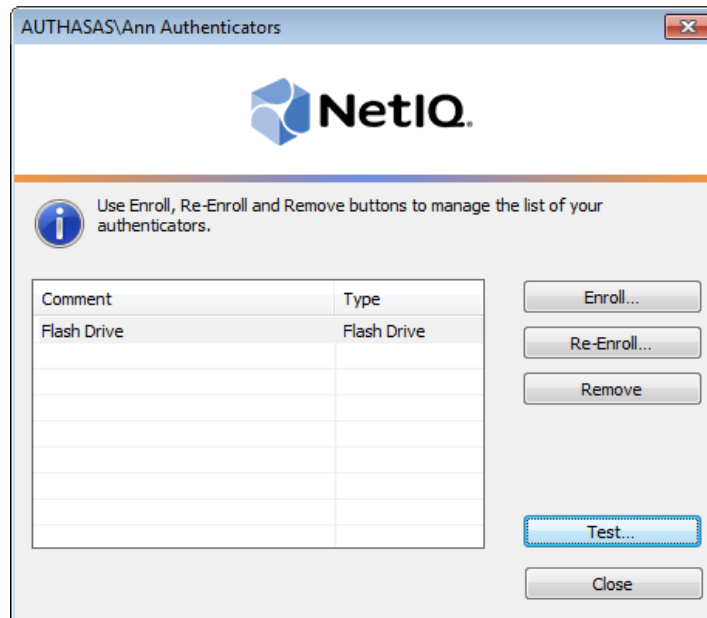 AUTHASAS\Ann Authenticators
NetIQ.
Use Enroll, Re-Enroll and Remove buttons to manage the list of your
authenticators.
Comment Type
Flash Drive Flash Drive
Enroll...
Re-Enroll...
Remove
Test...
Close